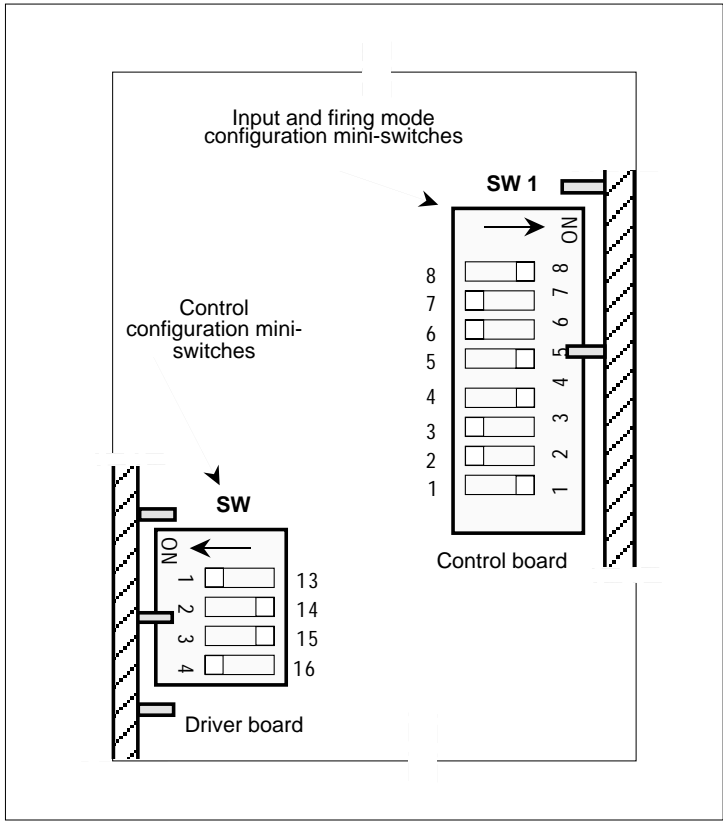 Input and firing mode
configuration mini-switches
SW 1
ON
8 8
7 7
6 6
5 5
4 4
3 3
2 2
1 1
Control board
Control
configuration mini-
switches
SW
ON
1 13
2 14
3 15
4 16
Driver board